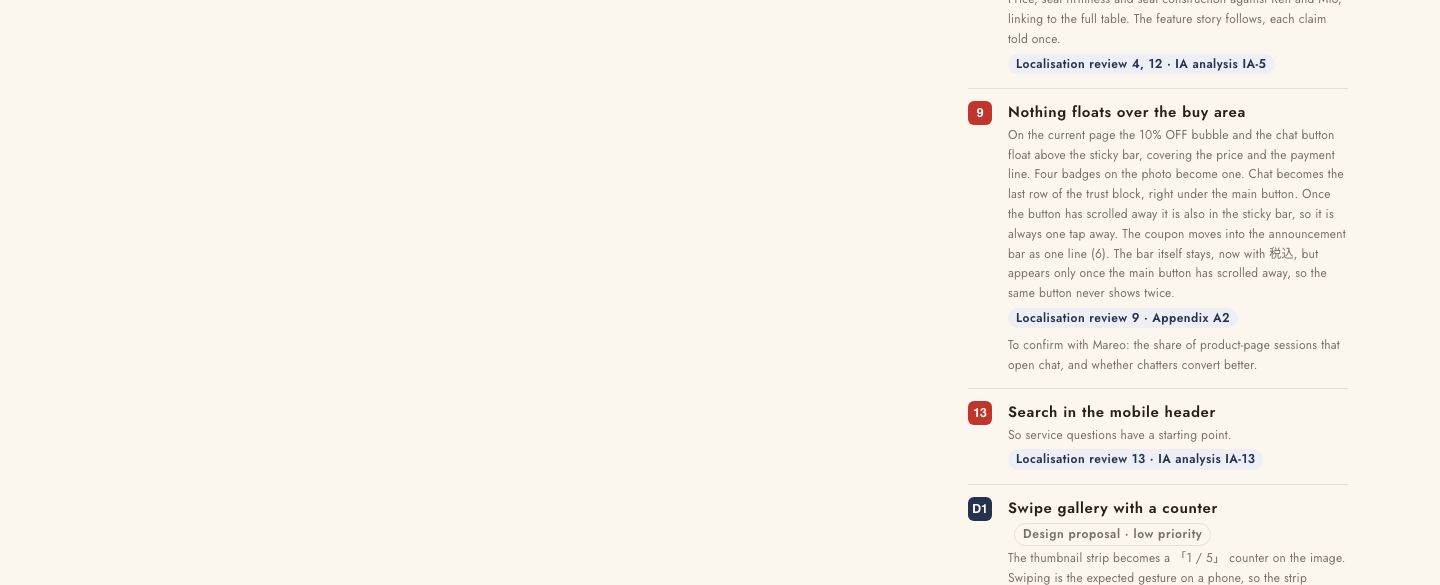 Price, seat firmness and seat construction against Ren and Mio,
linking to the full table. The feature story follows, each claim
told once.
Localisation review 4, 12 · IA analysis IA-5
9
Nothing floats over the buy area
On the current page the 10% OFF bubble and the chat button
float above the sticky bar, covering the price and the payment
line. Four badges on the photo become one. Chat becomes the
last row of the trust block, right under the main button. Once
the button has scrolled away it is also in the sticky bar, so it is
always one tap away. The coupon moves into the announcement
bar as one line (6). The bar itself stays, now with 税込, but
appears only once the main button has scrolled away, so the
same button never shows twice.
Localisation review 9 · Appendix A2
To confirm with Mareo: the share of product-page sessions that
open chat, and whether chatters convert better.
13
Search in the mobile header
So service questions have a starting point.
Localisation review 13 · IA analysis IA-13
D1
Swipe gallery with a counter
Design proposal · low priority
The thumbnail strip becomes a 「1 / 5」 counter on the image.
Swiping is the expected gesture on a phone, so the strip